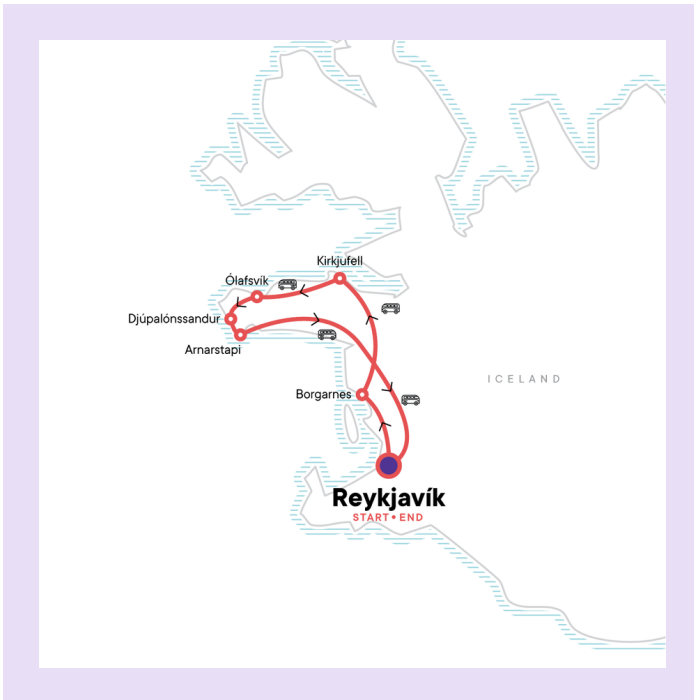 Kirkjufell
Ólafsvík
Djúpalónssandur
Arnarstapi
ICELAND
Borgarnes
Reykjavík
START • END